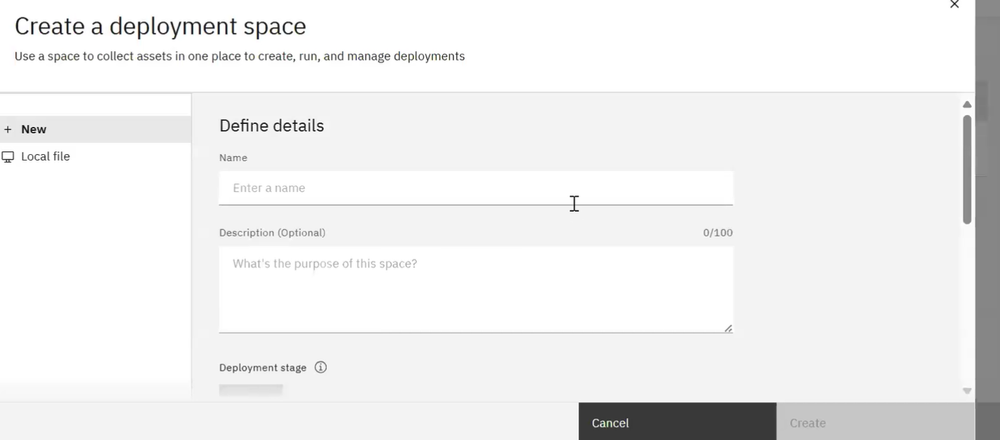 Create a deployment space
Use a space to collect assets in one place to create, run, and manage deployments
+ New
Local file
Define details
Name
Enter a name
Description (Optional) 0/100
What's the purpose of this space?
Deployment stage
Cancel
Create